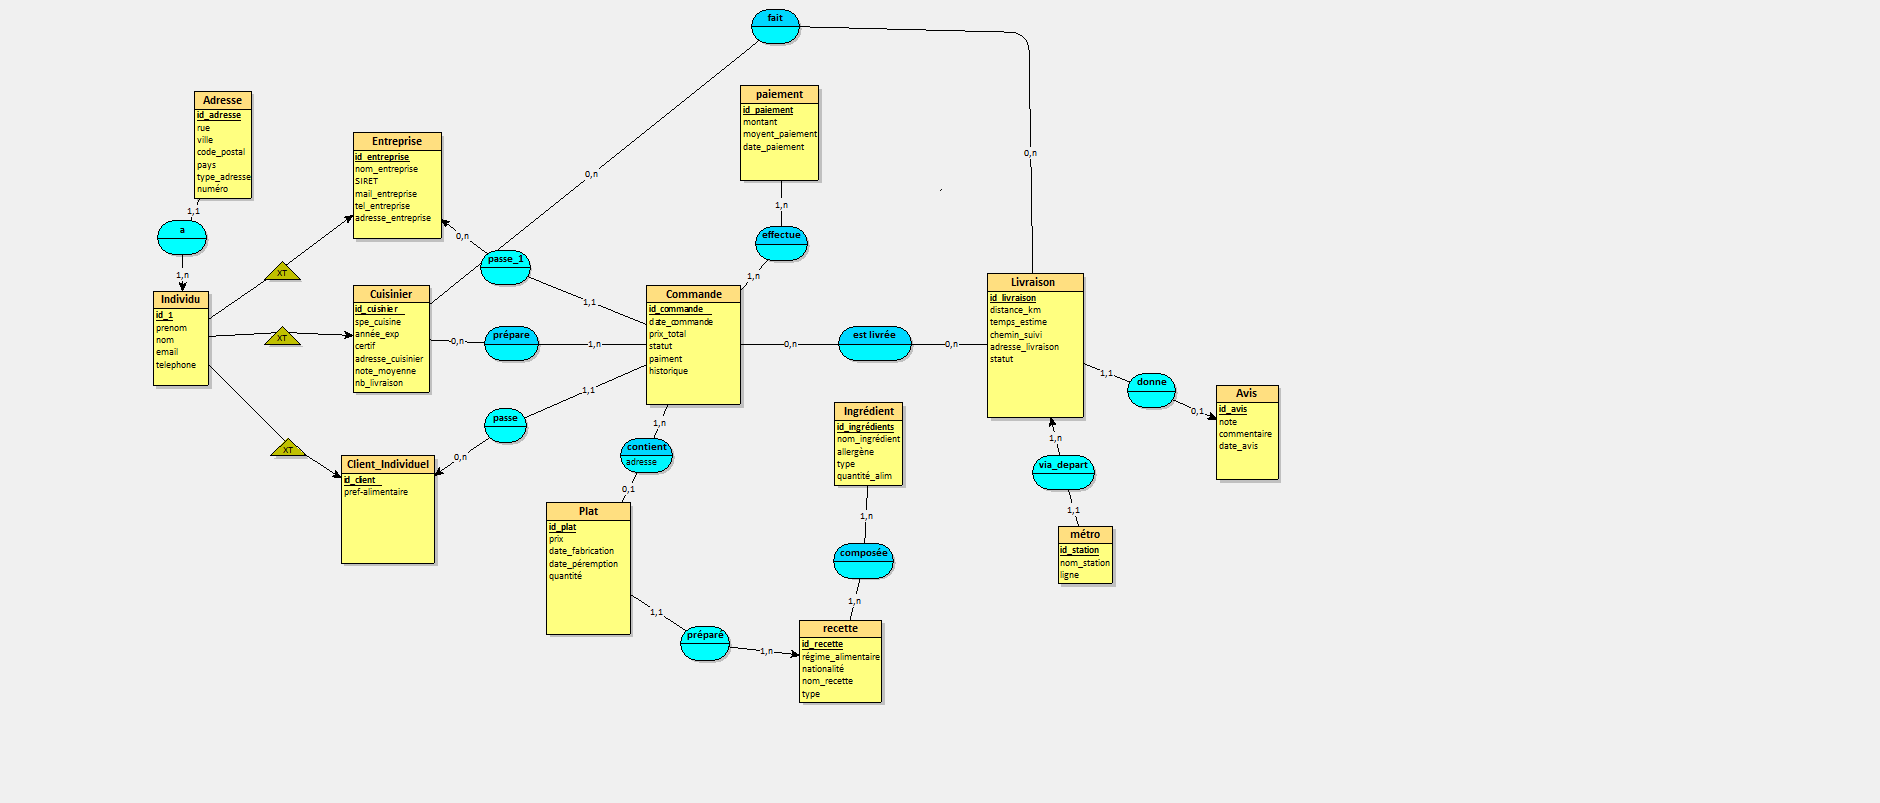 fait
0,n
0,n
Adresse
id_adresse
rue
ville
code_postal
pays
type_adresse
numéro
1,1
a
1,n
Individu
id_1
prenom
nom
email
telephone
XT
XT
XT
Entreprise
id_entreprise
nom_entreprise
SIRET
mail_entreprise
tel_entreprise
adresse_entreprise
0,n
passe_1
1,1
Cuisinier
id_cuisinier
spe_cuisine
année_exp
certif
adresse_cuisinier
note_moyenne
nb_livraison
0,n
prépare
1,n
Client_Individuel
id_client
pref-alimentaire
0,n
passe
1,1
paiement
id_paiement
montant
moyent_paiement
date_paiement
1,n
effectue
1,n
Commande
id_commande
date_commande
prix_total
statut
paiment
historique
0,n
est livrée
0,n
1,n
contient
adresse
0,1
Plat
id_plat
prix
date_fabrication
date_péremption
quantité
1,1
préparé
1,n
Ingrédient
id_ingrédients
nom_ingrédient
allergène
type
quantité_alim
1,n
composée
1,n
recette
id_recette
régime_alimentaire
nationalité
nom_recette
type
Livraison
id_livraison
distance_km
temps_estime
chemin_suivi
adresse_livraison
statut
1,1
donne
0,1
Avis
id_avis
note
commentaire
date_avis
1,n
via_depart
1,1
métro
id_station
nom_station
ligne